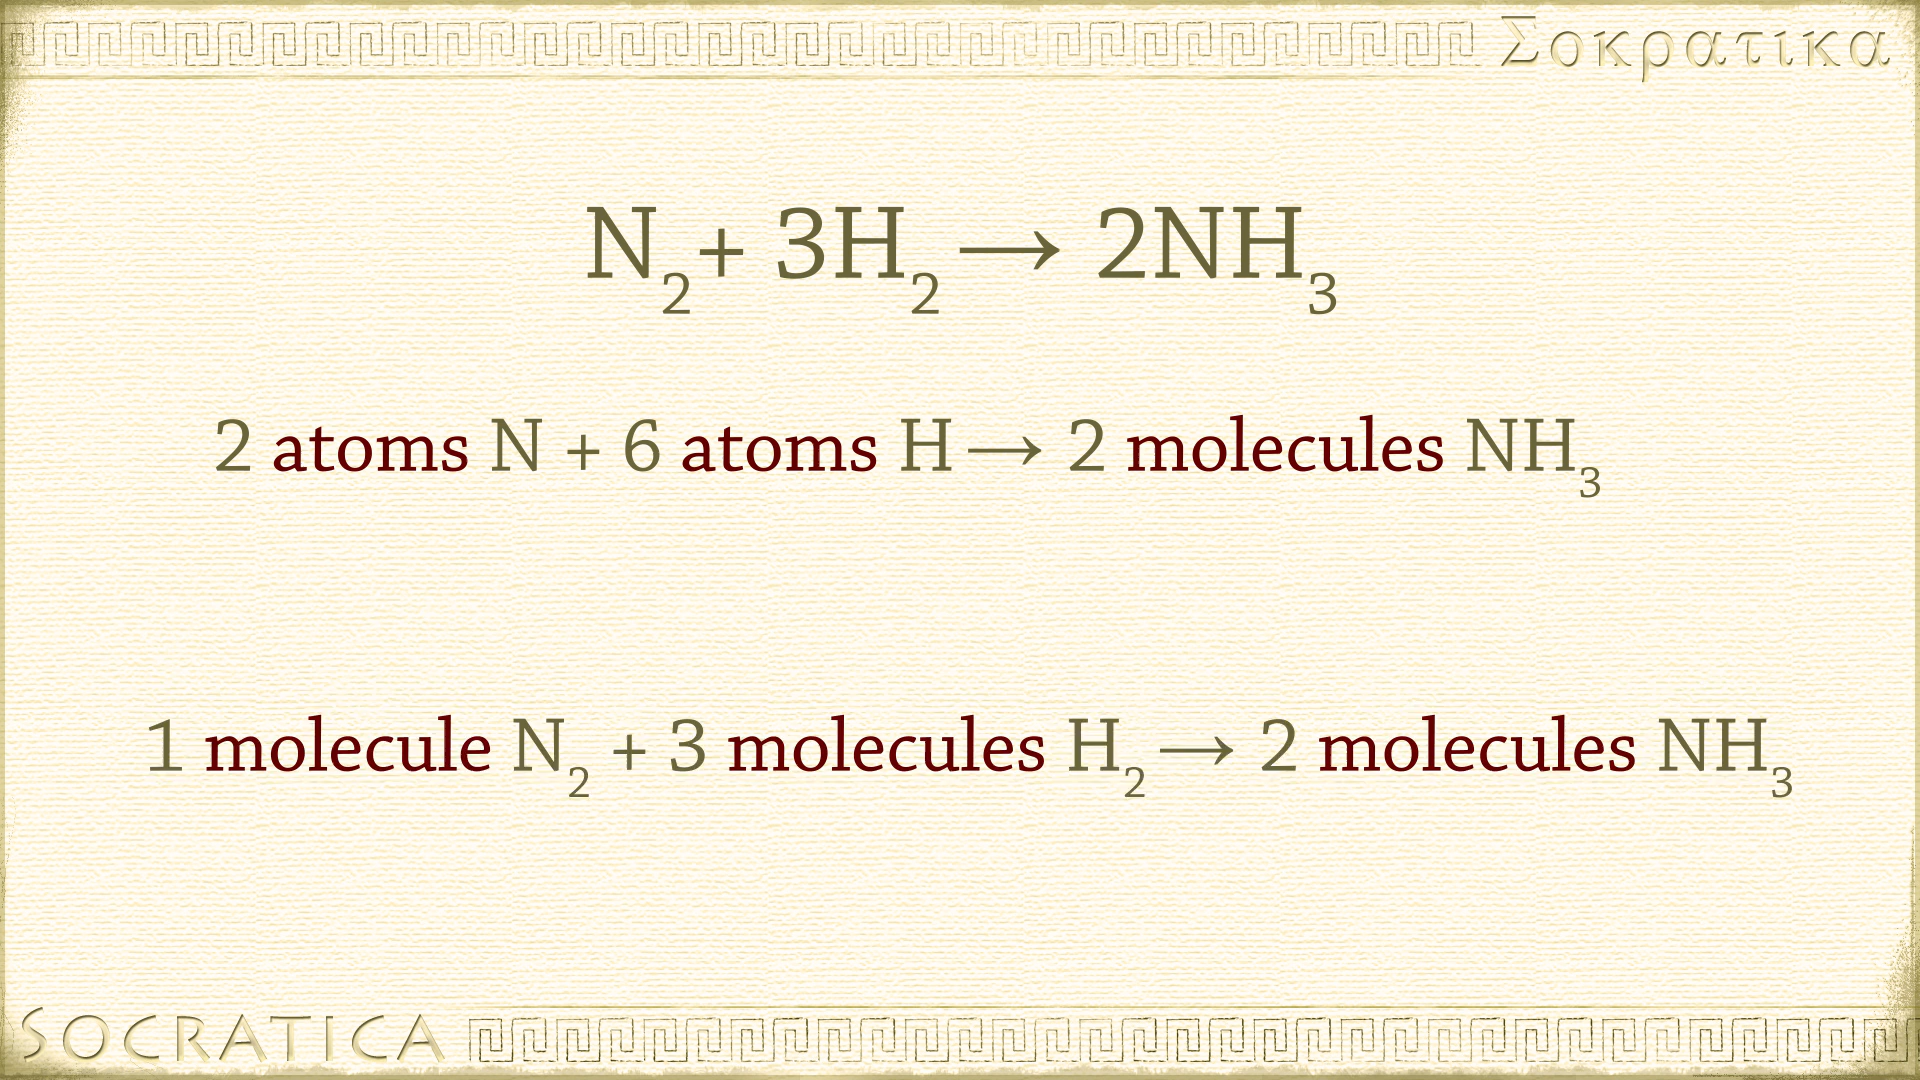 Σοκρατικα
N₂ + 3H₂ → 2NH₃
2 atoms N + 6 atoms H → 2 molecules NH₃
1 molecule N₂ + 3 molecules H₂ → 2 molecules NH₃
SOCRATICA